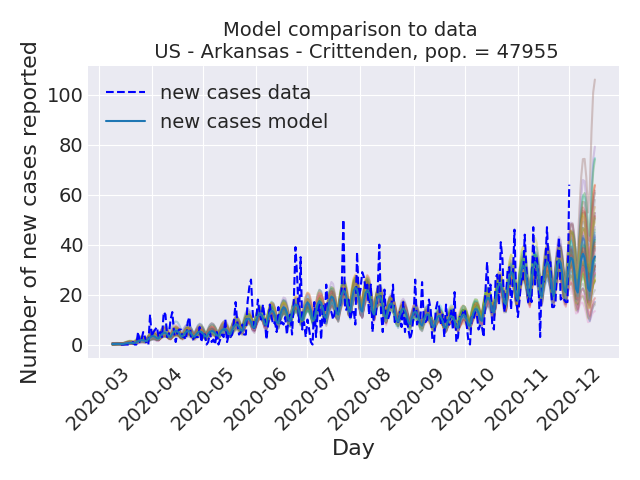 Model comparison to data
US - Arkansas - Crittenden, pop. = 47955
Number of new cases reported
100
80
60
40
20
0
new cases data
new cases model
2020-03
2020-04
2020-05
2020-06
2020-07
2020-08
2020-09
2020-10
2020-11
2020-12
Day